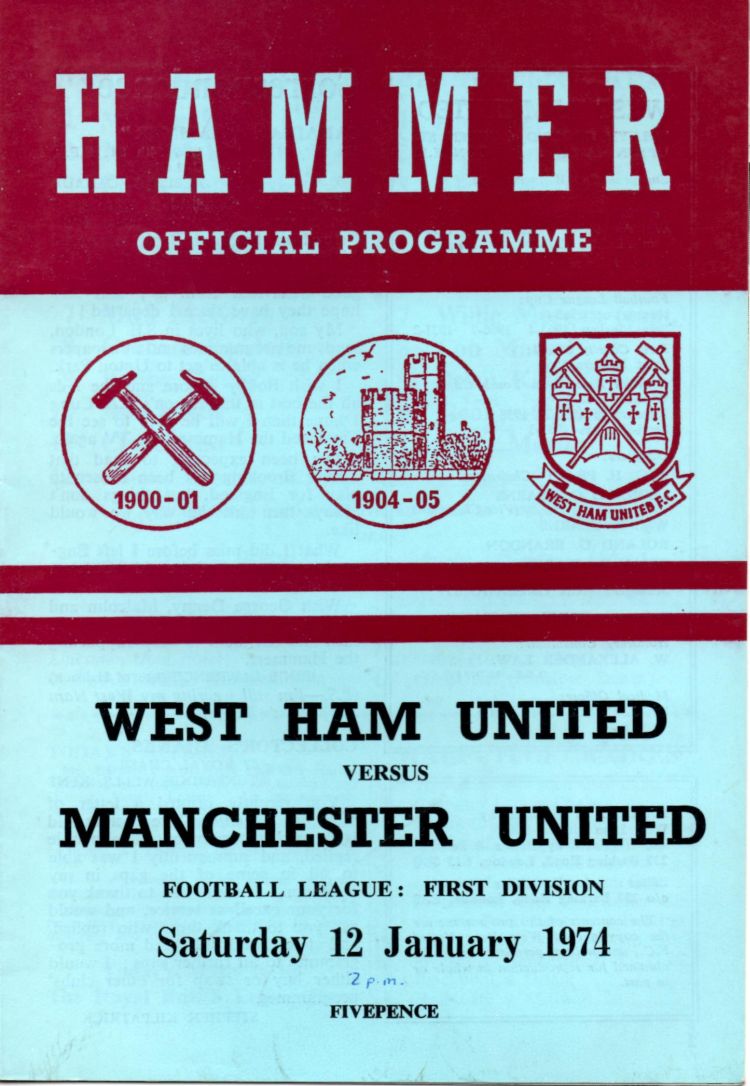 HAMMER
OFFICIAL PROGRAMME
1900-01
1904-05
WEST HAM UNITED F.C.
WEST HAM UNITED
VERSUS
MANCHESTER UNITED
FOOTBALL LEAGUE: FIRST DIVISION
Saturday 12 January 1974
2 p.m.
FIVEPENCE